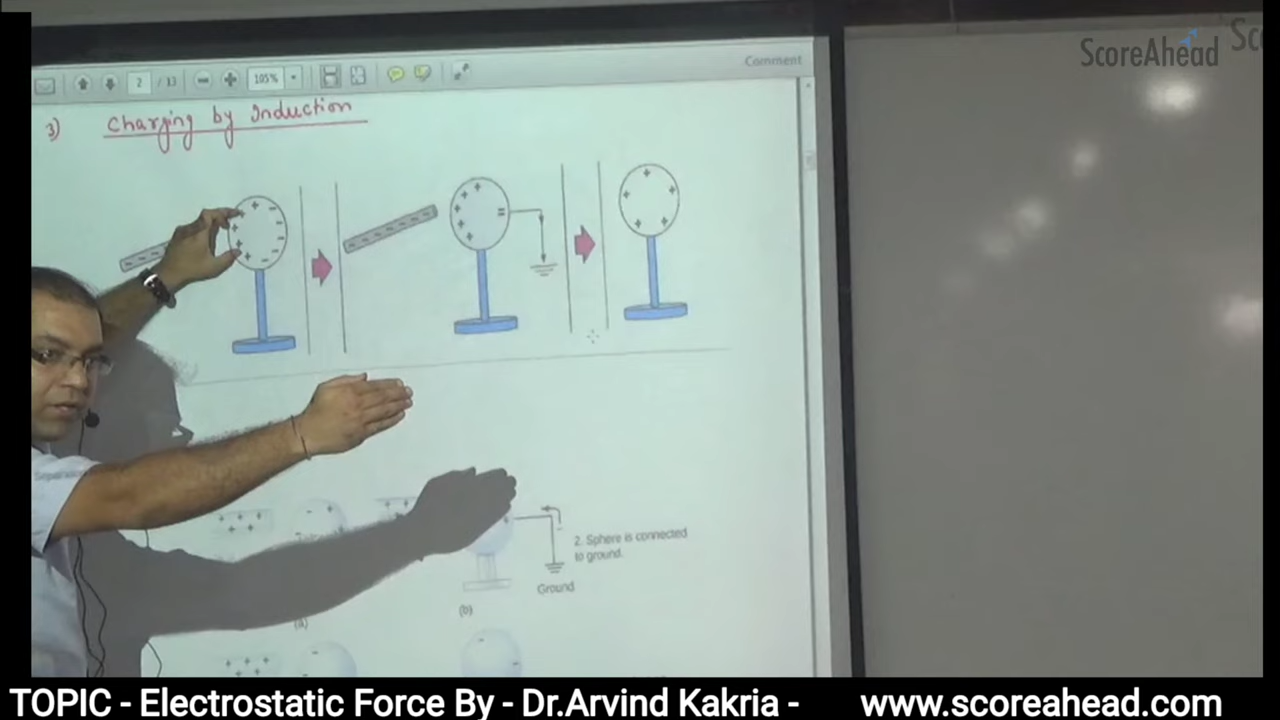 ScoreAhead
Sc
Comment
2 / 13
105%
3) Charging by Induction
2. Sphere is connected
to ground.
Ground
(b)
(a)
TOPIC - Electrostatic Force By - Dr.Arvind Kakria - www.scoreahead.com